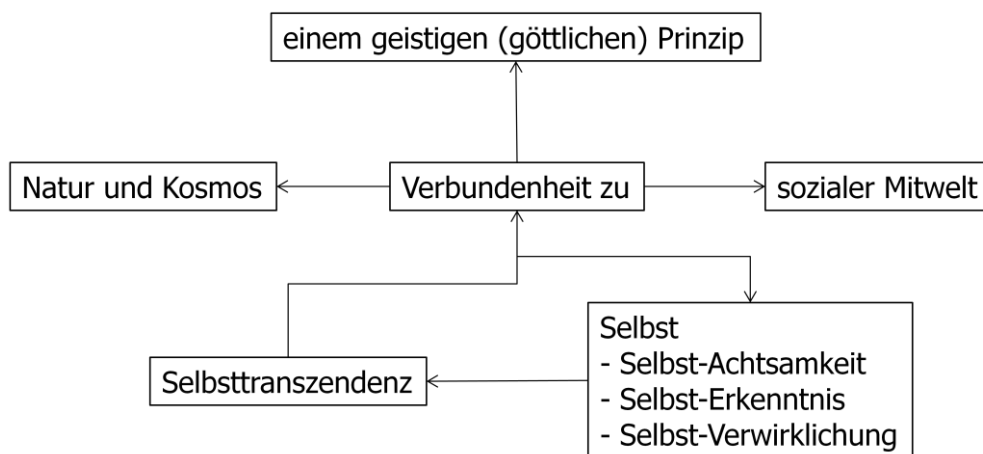 einem geistigen (göttlichen) Prinzip
Natur und Kosmos
Verbundenheit zu
sozialer Mitwelt
Selbsttranszendenz
Selbst
- Selbst-Achtsamkeit
- Selbst-Erkenntnis
- Selbst-Verwirklichung